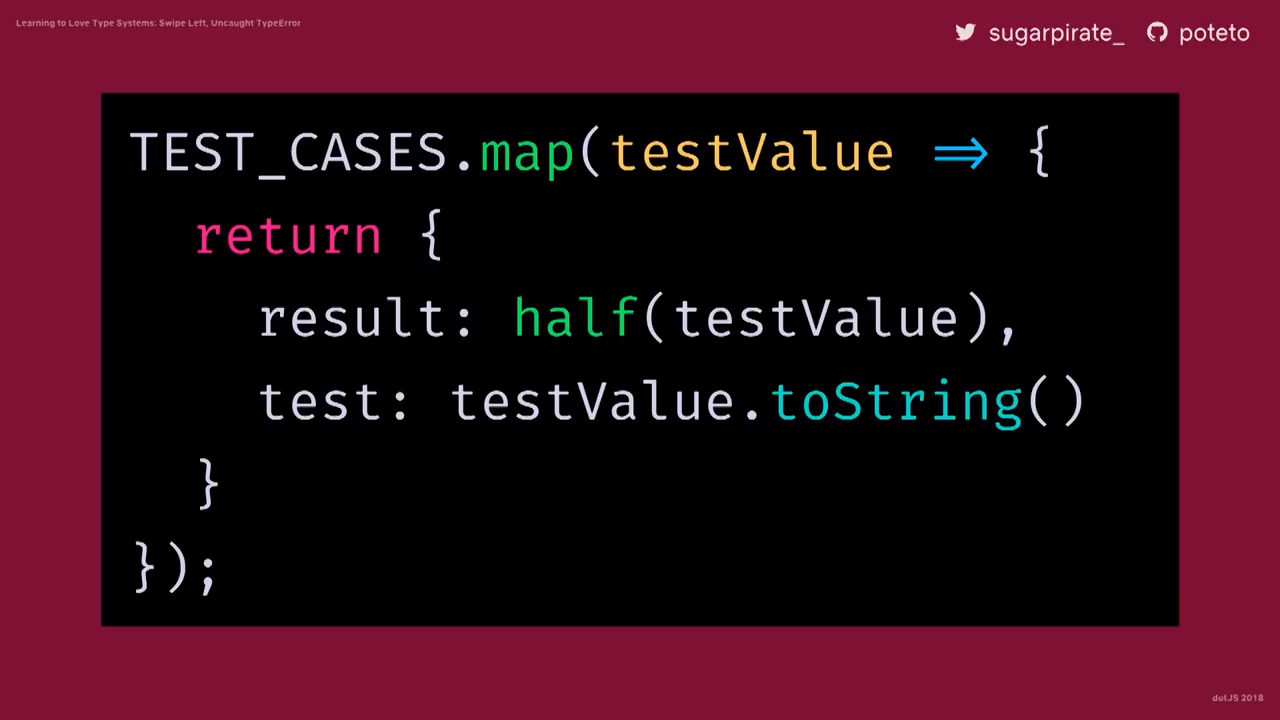 Learning to Love Type Systems: Swipe Left, Uncaught TypeError
sugarpirate_ poteto
TEST_CASES.map(testValue => {
  return {
    result: half(testValue),
    test: testValue.toString()
  }
});
dotJS 2018